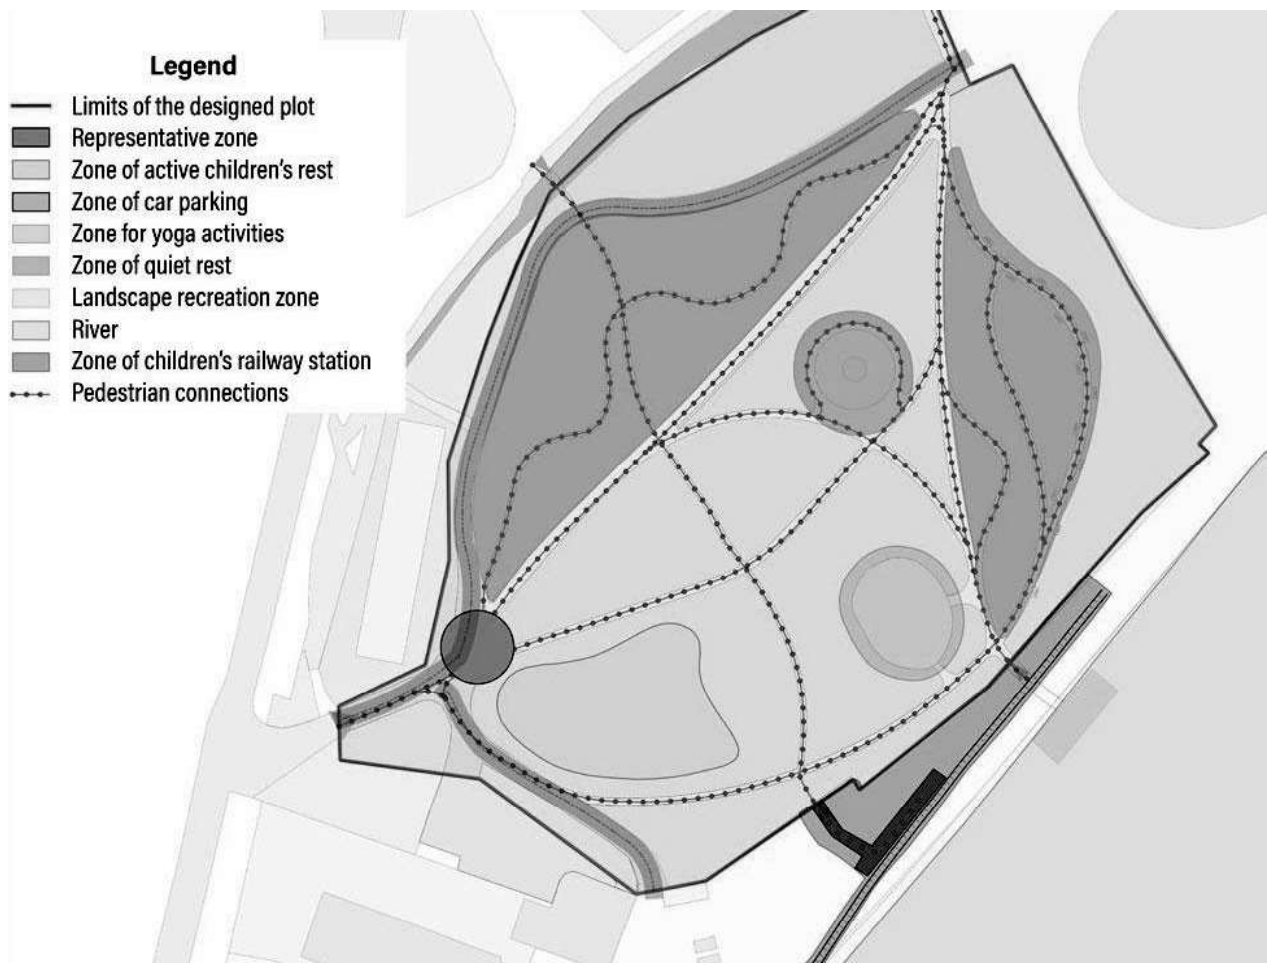 Legend
Limits of the designed plot
Representative zone
Zone of active children's rest
Zone of car parking
Zone for yoga activities
Zone of quiet rest
Landscape recreation zone
River
Zone of children's railway station
Pedestrian connections